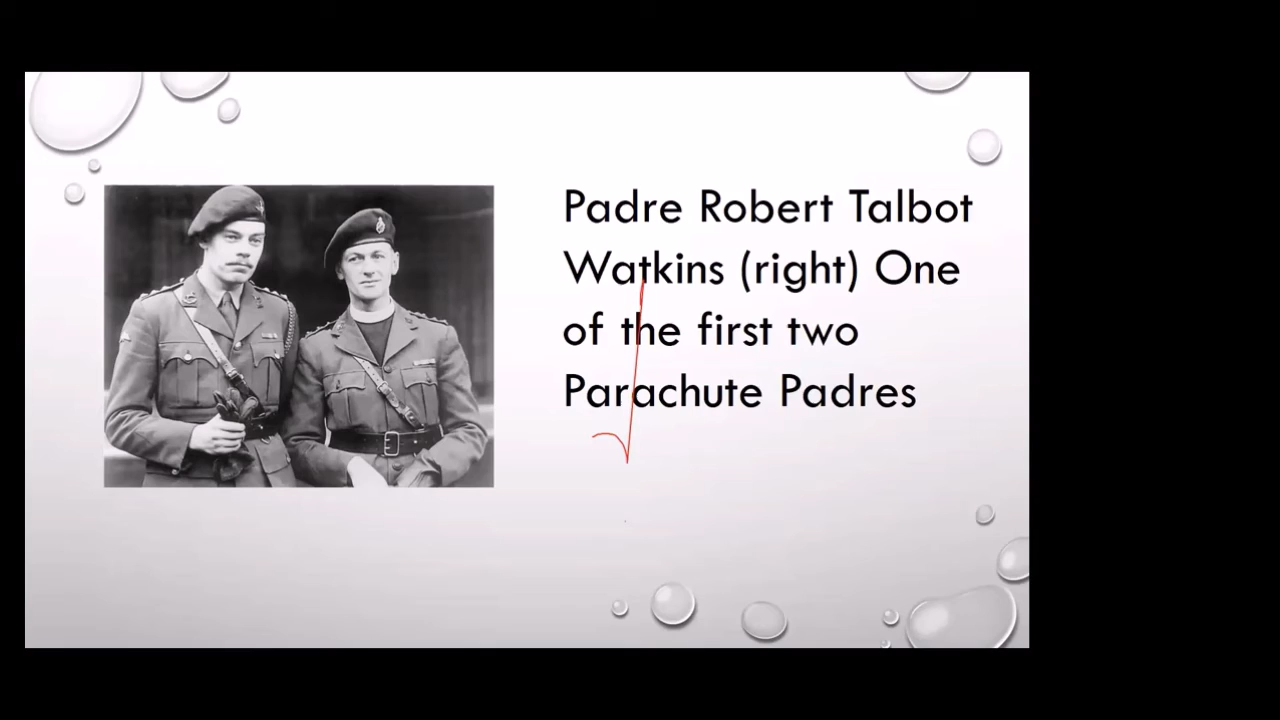 Padre Robert Talbot
Watkins (right) One
of the first two
Parachute Padres